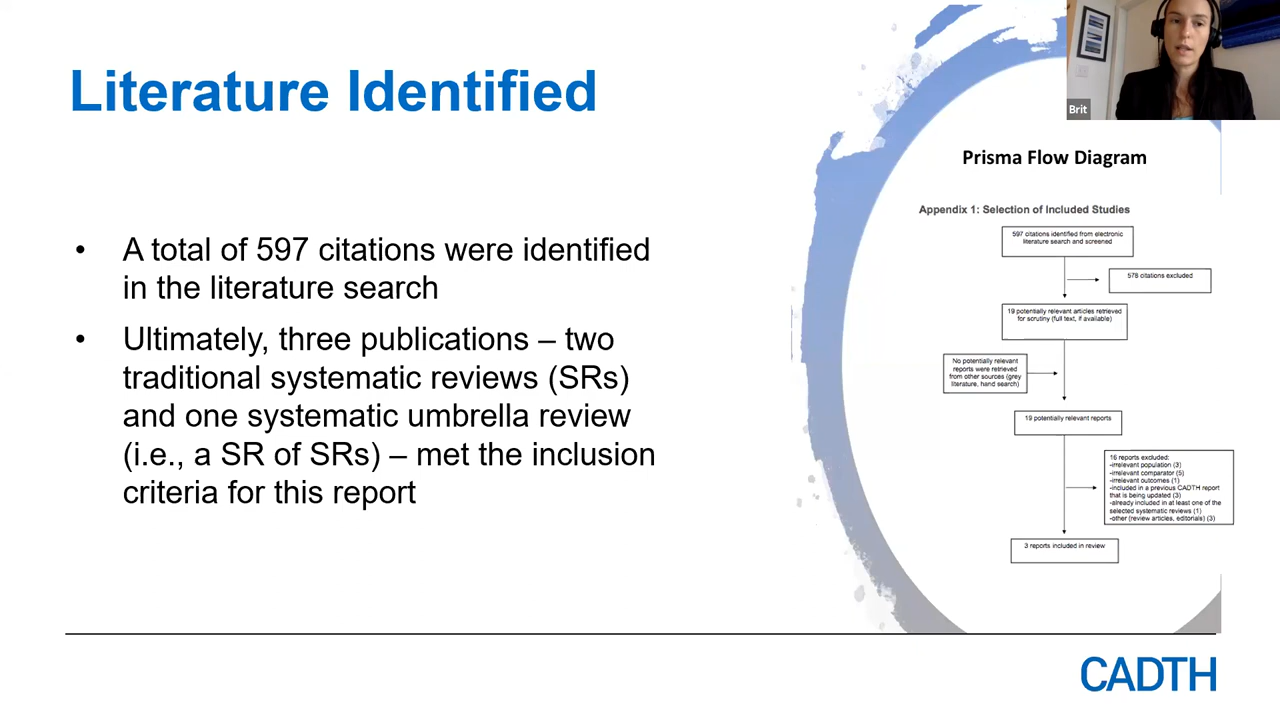 Literature Identified
• A total of 597 citations were identified
in the literature search
• Ultimately, three publications – two
traditional systematic reviews (SRs)
and one systematic umbrella review
(i.e., a SR of SRs) – met the inclusion
criteria for this report
Brit
Prisma Flow Diagram
Appendix 1: Selection of Included Studies
597 citations identified from electronic
literature search and screened
578 citations excluded
19 potentially relevant articles retrieved
for scrutiny (full text, if available)
No potentially relevant
reports were retrieved
from other sources (grey
literature, hand search)
19 potentially relevant reports
16 reports excluded:
-irrelevant population (3)
-irrelevant comparator (5)
-irrelevant outcomes (1)
-included in a previous CADTH report
that is being updated (3)
-already included in at least one of the
selected systematic reviews (1)
-other (review articles, editorials) (3)
3 reports included in review
CADTH